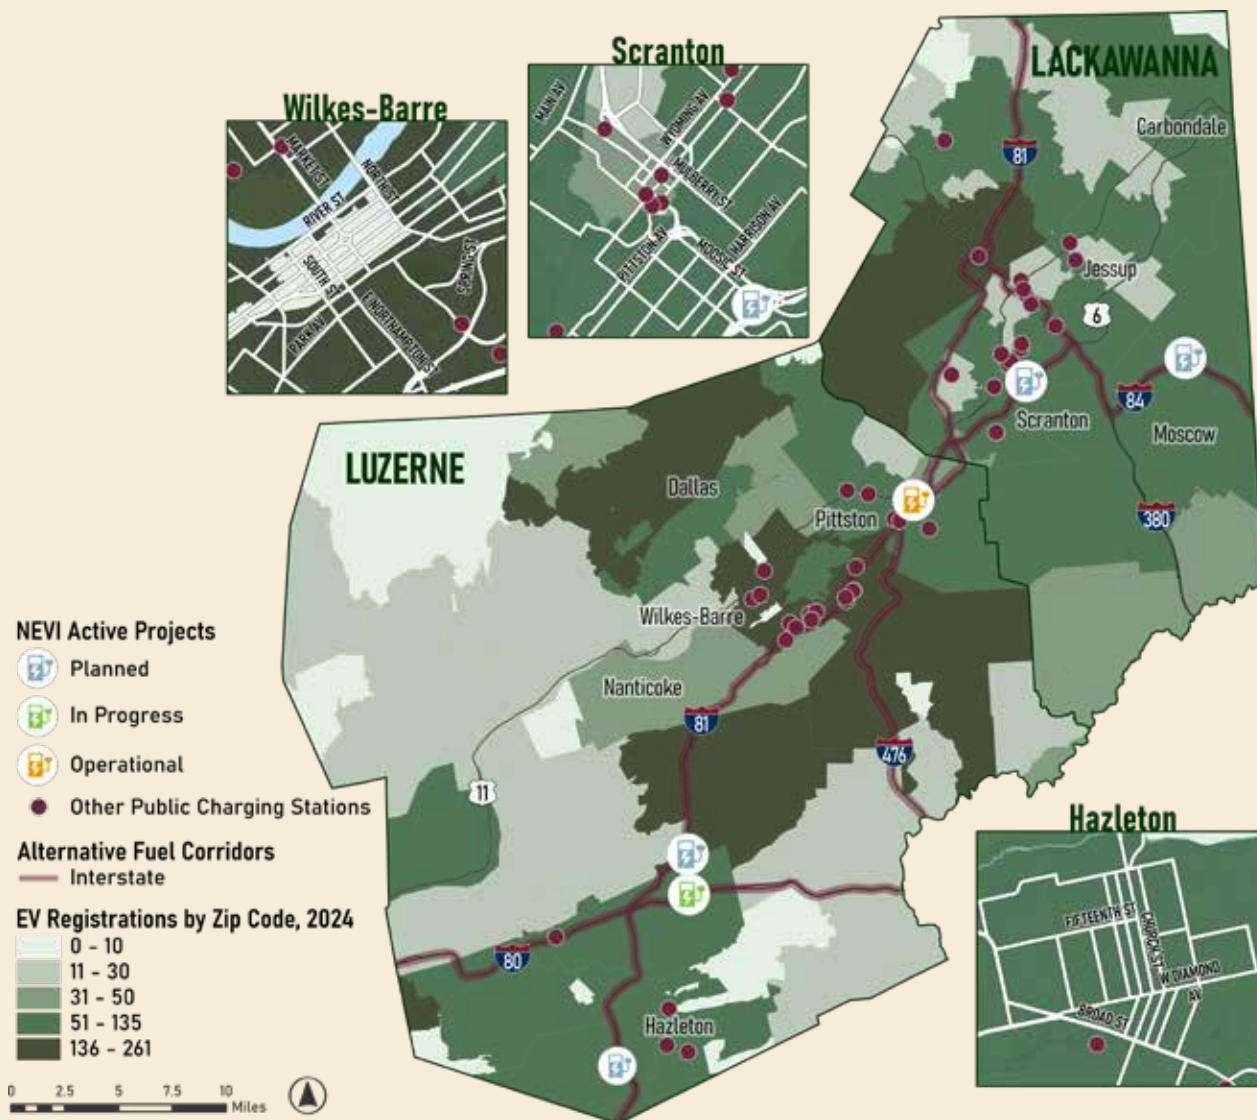 Scranton
MAIN AV
WYOMING AV
MULBERRY ST
PITTSTON AV
MOOSIC ST
HARRISON AV
Wilkes-Barre
MARKET ST
NORTH ST
RIVER ST
SOUTH ST
SPRING ST
PARK AV
E NORTHAMPTON ST
LACKAWANNA
Carbondale
81
Jessup
6
84
Scranton
Moscow
380
LUZERNE
Dallas
Pittston
Wilkes-Barre
Nanticoke
81
476
11
80
Hazleton
Hazleton
FIFTEENTH ST
CHURCH ST
W DIAMOND
AV
BROAD ST
NEVI Active Projects
Planned
In Progress
Operational
Other Public Charging Stations
Alternative Fuel Corridors
Interstate
EV Registrations by Zip Code, 2024
0 - 10
11 - 30
31 - 50
51 - 135
136 - 261
0 2.5 5 7.5 10
Miles